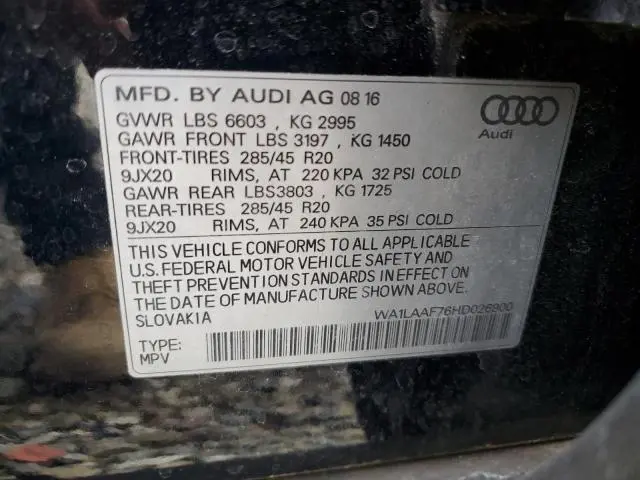 MFD. BY AUDI AG 08 16
GVWR LBS 6603 , KG 2995
GAWR FRONT LBS 3197 , KG 1450
FRONT-TIRES 285/45 R20
9JX20 RIMS, AT 220 KPA 32 PSI COLD
GAWR REAR LBS3803 , KG 1725
REAR-TIRES 285/45 R20
9JX20 RIMS, AT 240 KPA 35 PSI COLD
THIS VEHICLE CONFORMS TO ALL APPLICABLE
U.S. FEDERAL MOTOR VEHICLE SAFETY AND
THEFT PREVENTION STANDARDS IN EFFECT ON
THE DATE OF MANUFACTURE SHOWN ABOVE.
SLOVAKIA
WA1LAAF76HD026900
TYPE:
MPV
Audi